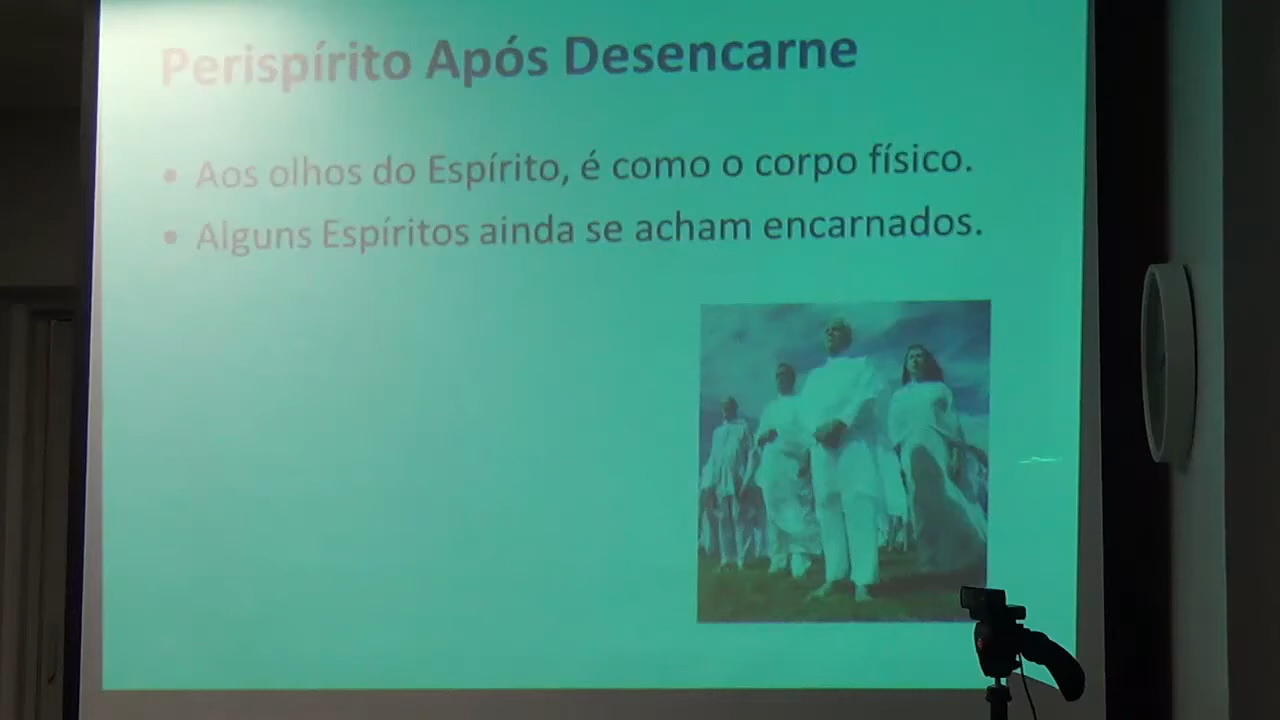 Perispírito Após Desencarne
• Aos olhos do Espírito, é como o corpo físico.
• Alguns Espíritos ainda se acham encarnados.